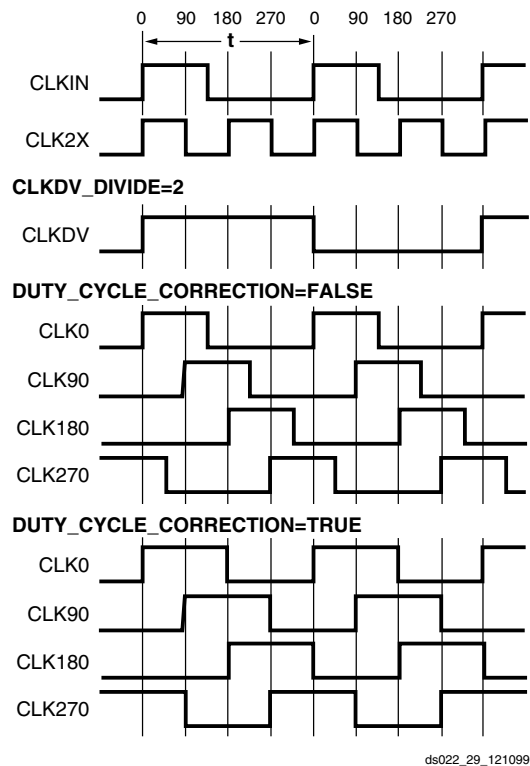 0 90 180 270 0 90 180 270
t
CLKIN
CLK2X
CLKDV_DIVIDE=2
CLKDV
DUTY_CYCLE_CORRECTION=FALSE
CLK0
CLK90
CLK180
CLK270
DUTY_CYCLE_CORRECTION=TRUE
CLK0
CLK90
CLK180
CLK270
ds022_29_121099